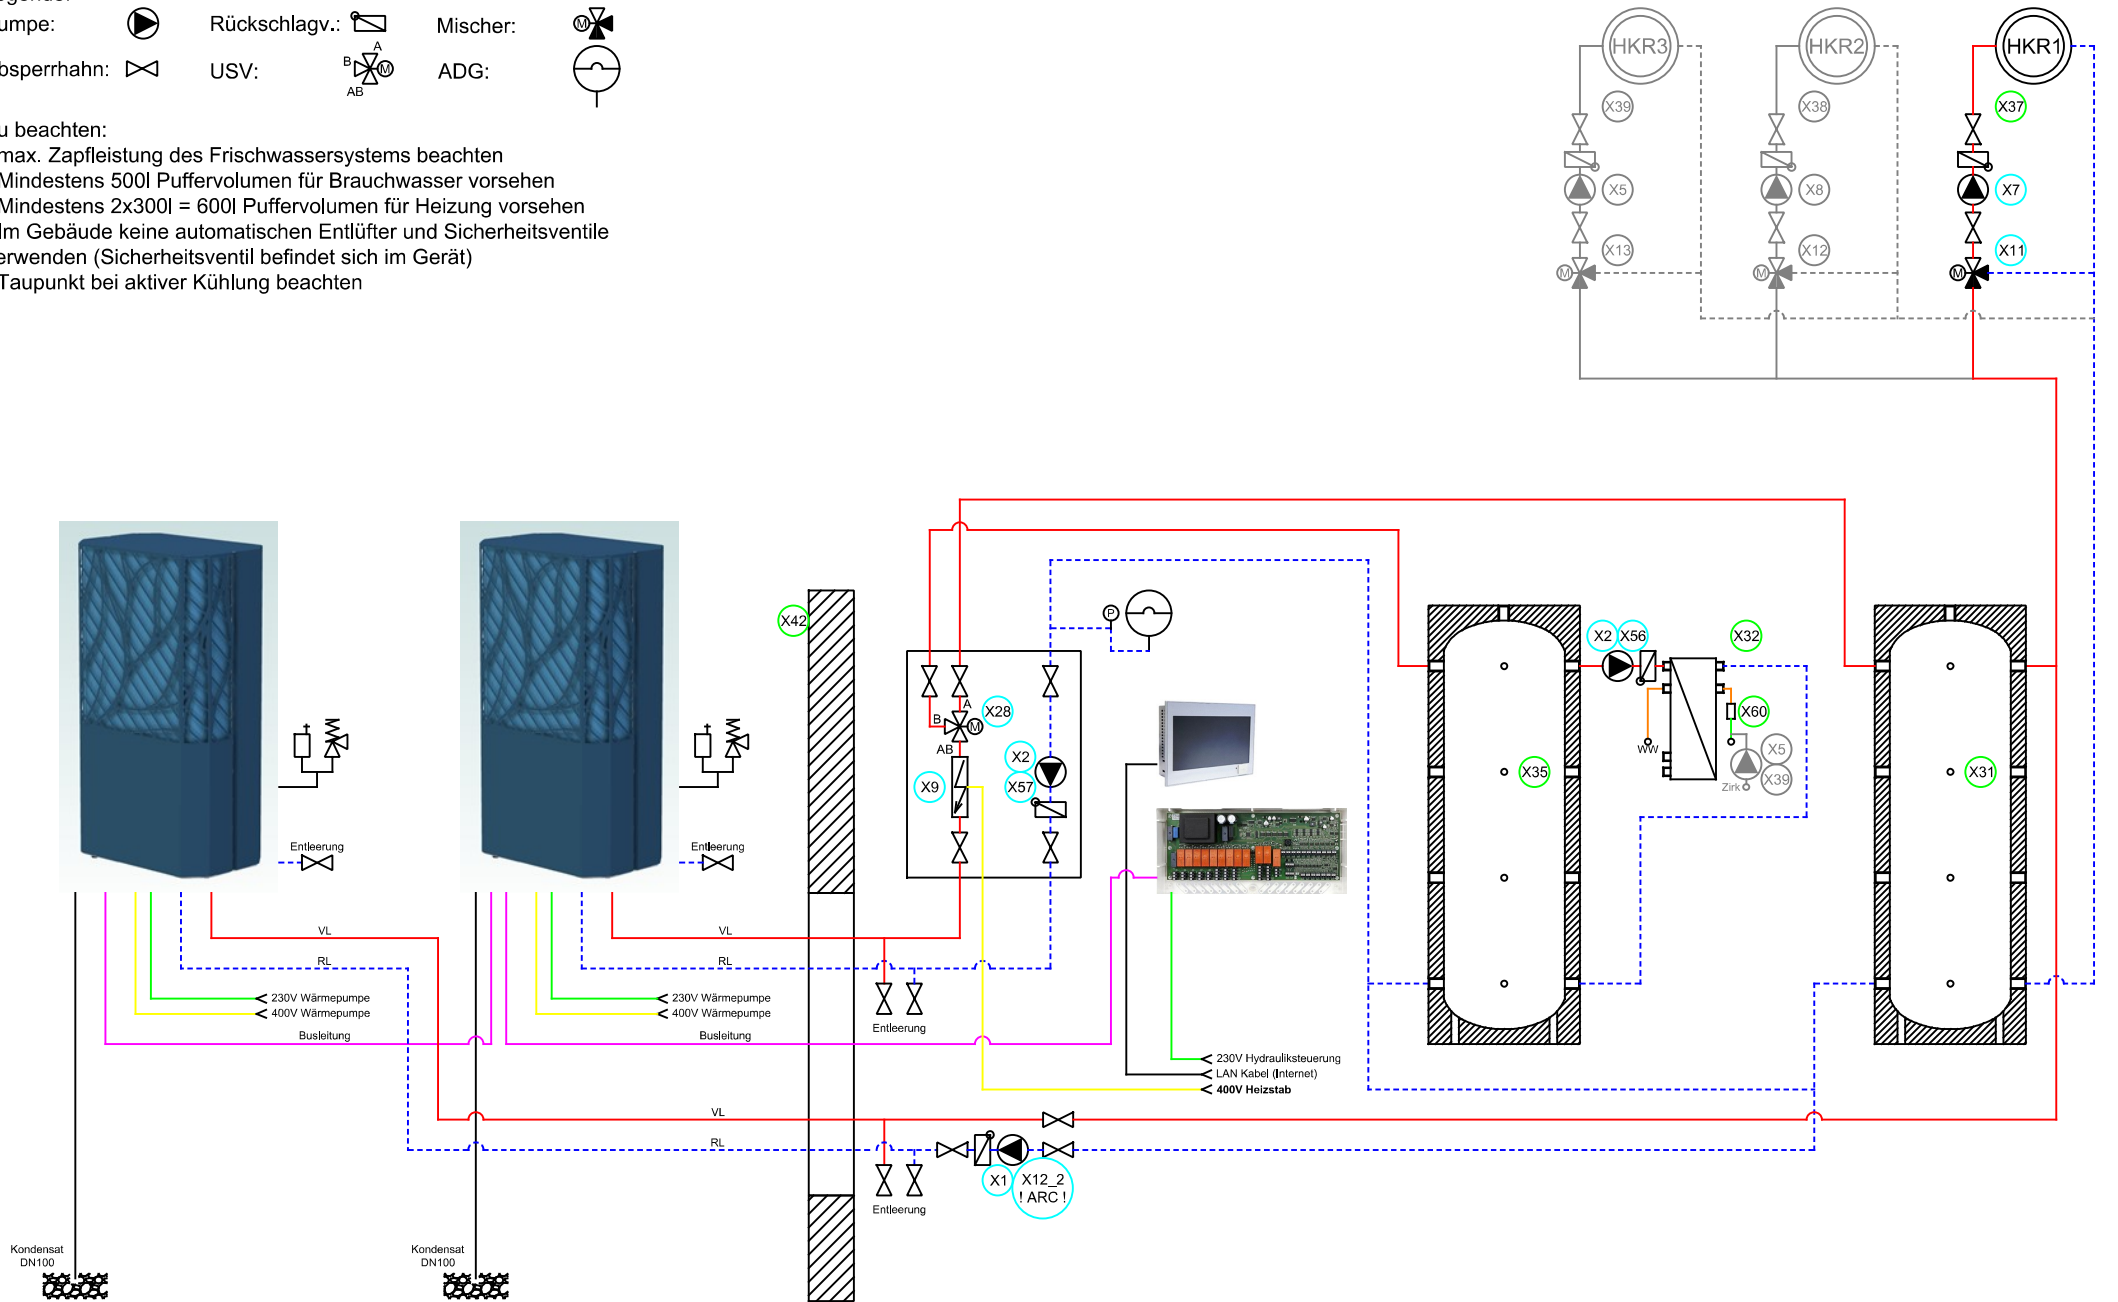 egende:
umpe:
Rückschlagv.:
Mischer:
M
bsperrhahn:
USV:
A
B
M
AB
ADG:
u beachten:
max. Zapfleistung des Frischwassersystems beachten
Mindestens 500l Puffervolumen für Brauchwasser vorsehen
Mindestens 2x300l = 600l Puffervolumen für Heizung vorsehen
Im Gebäude keine automatischen Entlüfter und Sicherheitsventile
erwenden (Sicherheitsventil befindet sich im Gerät)
Taupunkt bei aktiver Kühlung beachten
HKR3
HKR2
HKR1
X39
X38
X37
X5
X8
X7
X13
X12
X11
M
M
M
X42
P
X2
X56
X32
A
X28
B
M
AB
X60
WW
X5
X39
Zirk
X2
X57
X9
X35
X31
Entleerung
Entleerung
VL
VL
RL
RL
230V Wärmepumpe
400V Wärmepumpe
230V Wärmepumpe
400V Wärmepumpe
Entleerung
Busleitung
Busleitung
230V Hydrauliksteuerung
LAN Kabel (Internet)
400V Heizstab
VL
RL
X1
X12_2
! ARC !
Entleerung
Kondensat
DN100
Kondensat
DN100